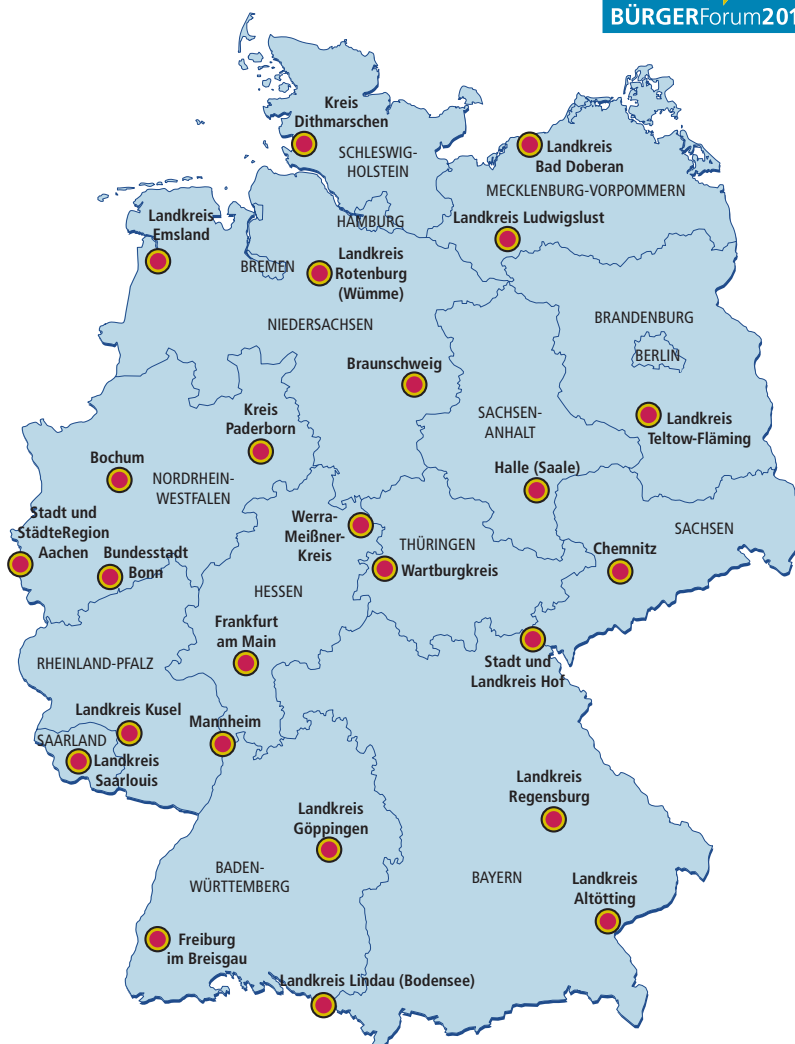 BÜRGERForum201
Kreis
Dithmarschen
SCHLESWIG-
HOLSTEIN
Landkreis
Bad Doberan
MECKLENBURG-VORPOMMERN
Landkreis
Emsland
HAMBURG
Landkreis Ludwigslust
BREMEN
Landkreis
Rotenburg
(Wümme)
NIEDERSACHSEN
BRANDENBURG
BERLIN
Braunschweig
Kreis
Paderborn
SACHSEN-
ANHALT
Landkreis
Teltow-Fläming
Bochum
NORDRHEIN-
WESTFALEN
Halle (Saale)
Stadt und
StädteRegion
Aachen
Bundesstadt
Bonn
Werra-
Meißner-
Kreis
THÜRINGEN
SACHSEN
Chemnitz
Wartburgkreis
HESSEN
Frankfurt
am Main
RHEINLAND-PFALZ
Stadt und
Landkreis Hof
Landkreis Kusel
Mannheim
SAARLAND
Landkreis
Saarlouis
Landkreis
Regensburg
Landkreis
Göppingen
BADEN-
WÜRTTEMBERG
BAYERN
Landkreis
Altötting
Freiburg
im Breisgau
Landkreis Lindau (Bodensee)